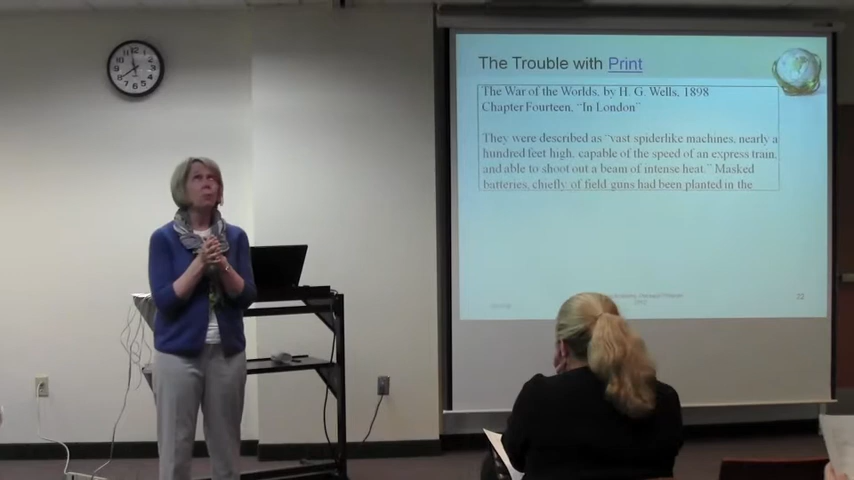 The Trouble with Print
The War of the Worlds, by H. G. Wells, 1898
Chapter Fourteen, "In London"
They were described as "vast spiderlike machines, nearly a
hundred feet high, capable of the speed of an express train,
and able to shoot out a beam of intense heat." Masked
batteries, chiefly of field guns had been planted in the